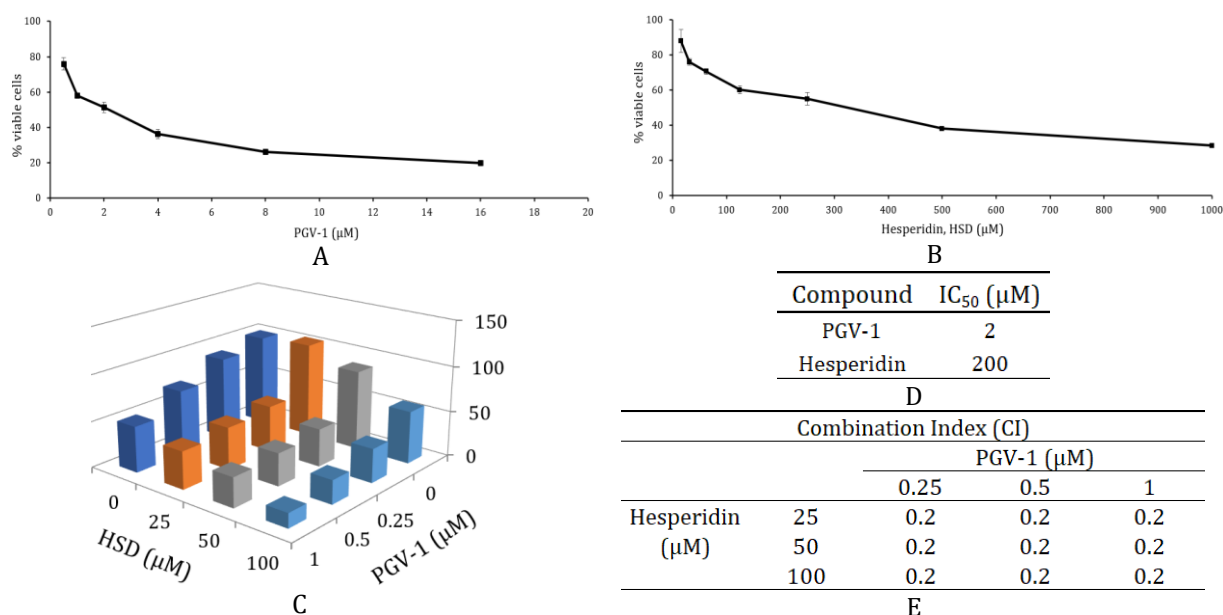 100
80
60
40
20
0
% viable cells
0 2 4 6 8 10 12 14 16 18 20
PGV-1 (µM)
A
100
80
60
40
20
0
% viable cells
0 100 200 300 400 500 600 700 800 900 1000
Hesperidin, HSD (µM)
B
150
100
50
0
0 25 50 100
HSD (µM)
1 0.5 0.25 0
PGV-1 (µM)
C
Compound IC50 (µM)
PGV-1 2
Hesperidin 200
D
Combination Index (CI)
PGV-1 (µM)
0.25 0.5 1
Hesperidin 25 0.2 0.2 0.2
(µM) 50 0.2 0.2 0.2
100 0.2 0.2 0.2
E